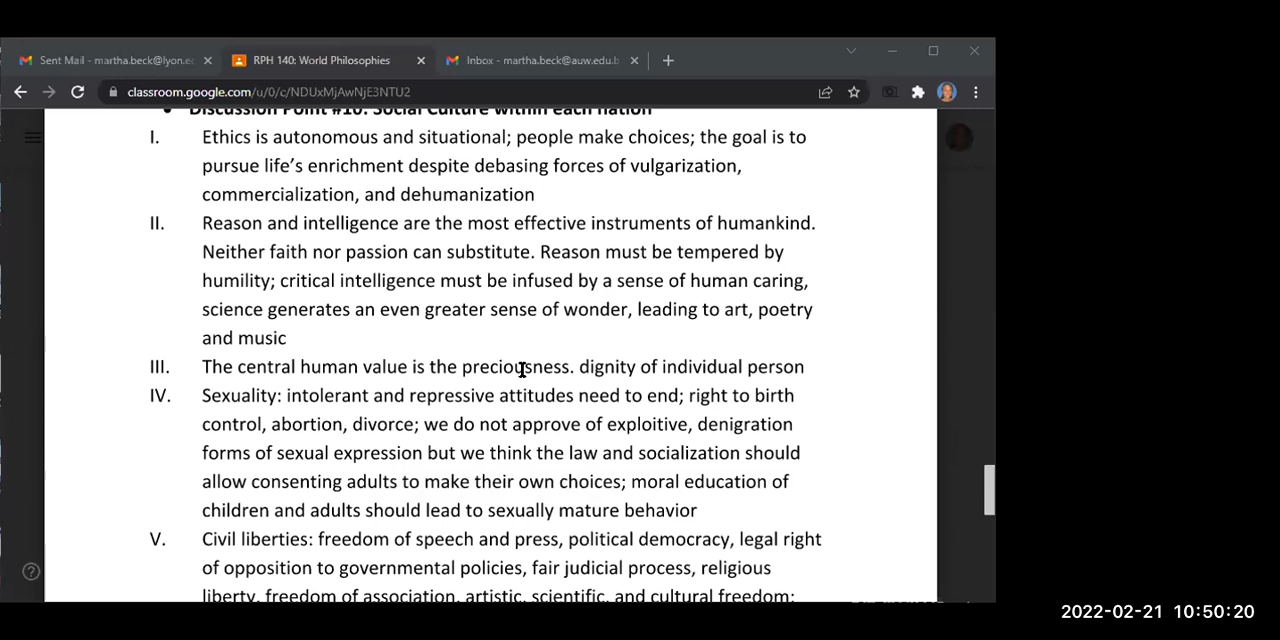 Sent Mail - martha.beck@lyon.e
RPH 140: World Philosophies
Inbox - martha.beck@auw.edu.b
classroom.google.com/u/0/c/NDUxMjAwNjE3NTU2
• Discussion Point #10: Social Culture within each nation
I. Ethics is autonomous and situational; people make choices; the goal is to
pursue life's enrichment despite debasing forces of vulgarization,
commercialization, and dehumanization
II. Reason and intelligence are the most effective instruments of humankind.
Neither faith nor passion can substitute. Reason must be tempered by
humility; critical intelligence must be infused by a sense of human caring,
science generates an even greater sense of wonder, leading to art, poetry
and music
III. The central human value is the preciousness. dignity of individual person
IV. Sexuality: intolerant and repressive attitudes need to end; right to birth
control, abortion, divorce; we do not approve of exploitive, denigration
forms of sexual expression but we think the law and socialization should
allow consenting adults to make their own choices; moral education of
children and adults should lead to sexually mature behavior
V. Civil liberties: freedom of speech and press, political democracy, legal right
of opposition to governmental policies, fair judicial process, religious
liberty, freedom of association, artistic, scientific, and cultural freedom;
2022-02-21 10:50:20